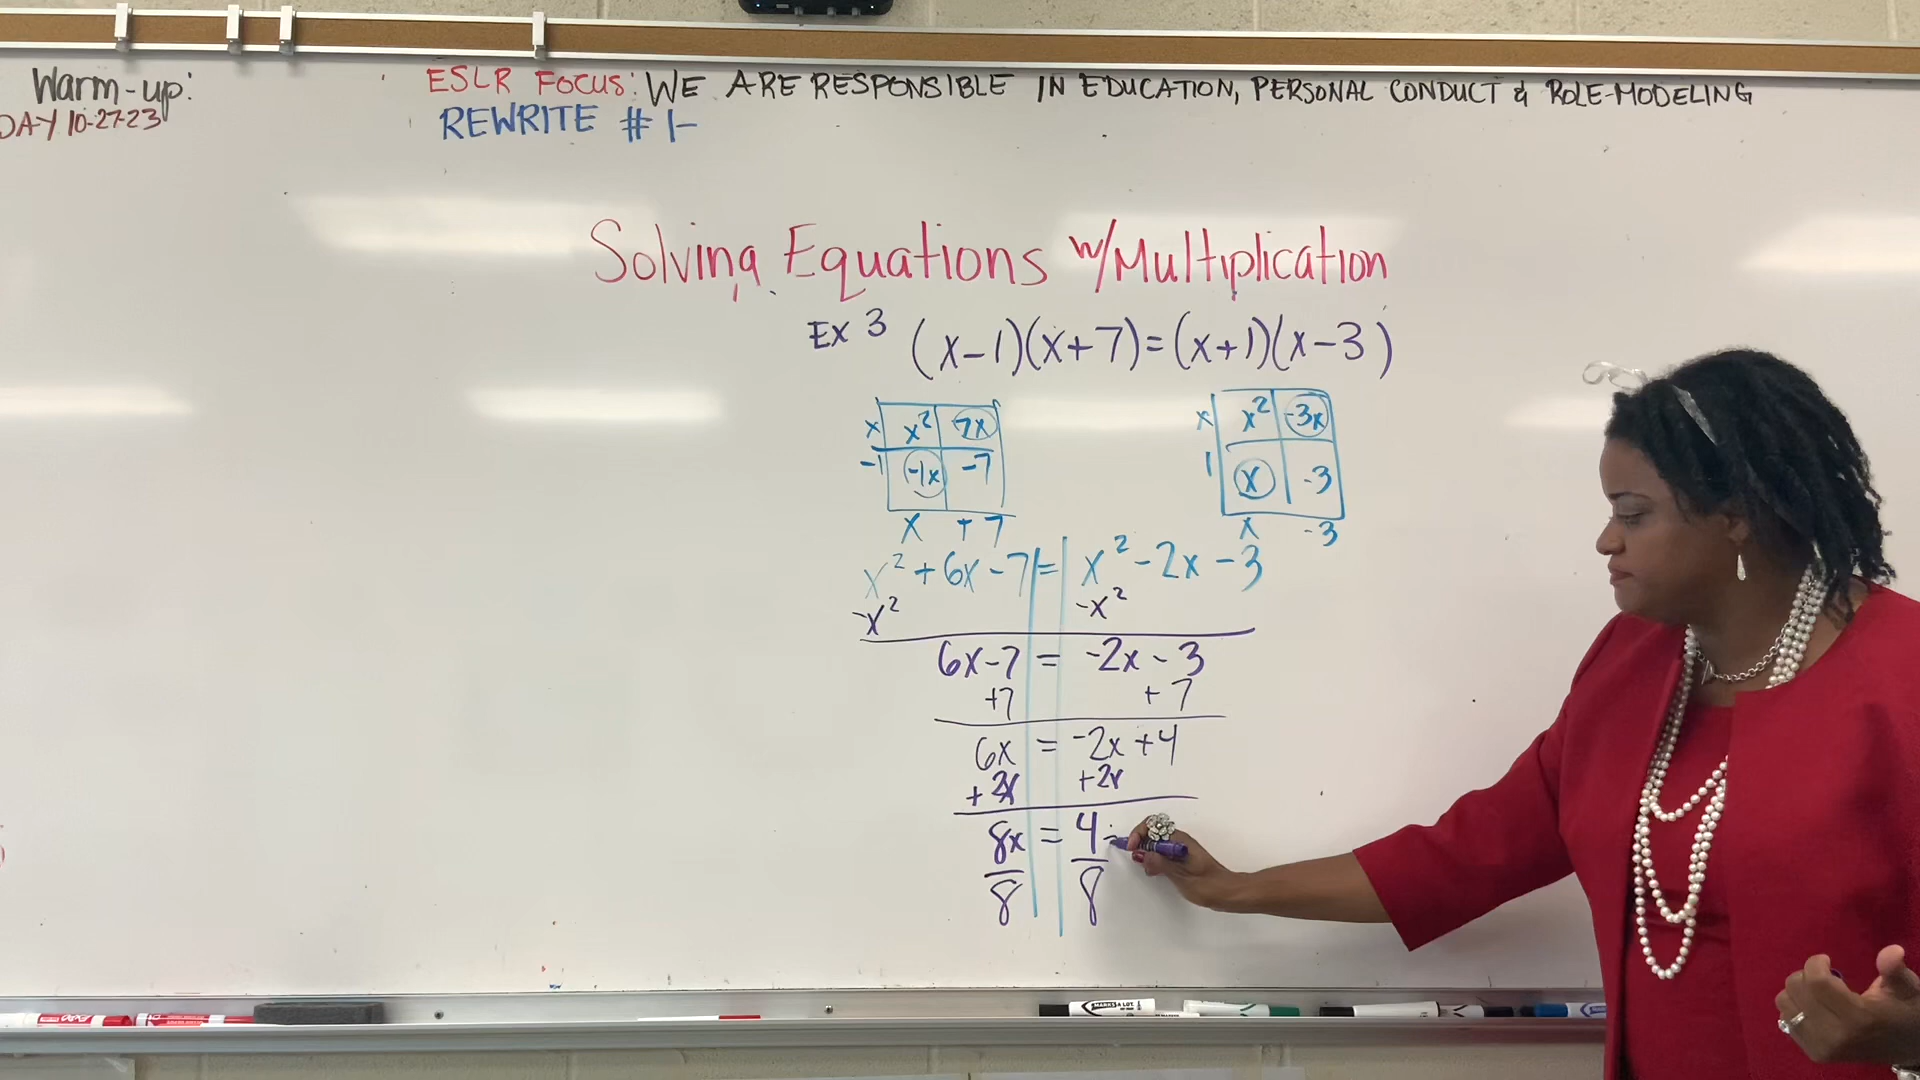 Warm-up:
DAY 10-27-23
ESLR FOCUS: WE ARE RESPONSIBLE IN EDUCATION, PERSONAL CONDUCT & ROLE-MODELING
REWRITE # 1-
Solving Equations w/Multiplication
Ex 3 (x-1)(x+7)=(x+1)(x-3)
x x² 7x
-1 -1x -7
x +7
x x² -3x
1 x -3
x -3
x²+6x-7 = x²-2x-3
-x² -x²
6x-7 = -2x-3
+7 +7
6x = -2x+4
+2x +2x
8x = 4 =
8 8
MARKS A LOT
EXPO